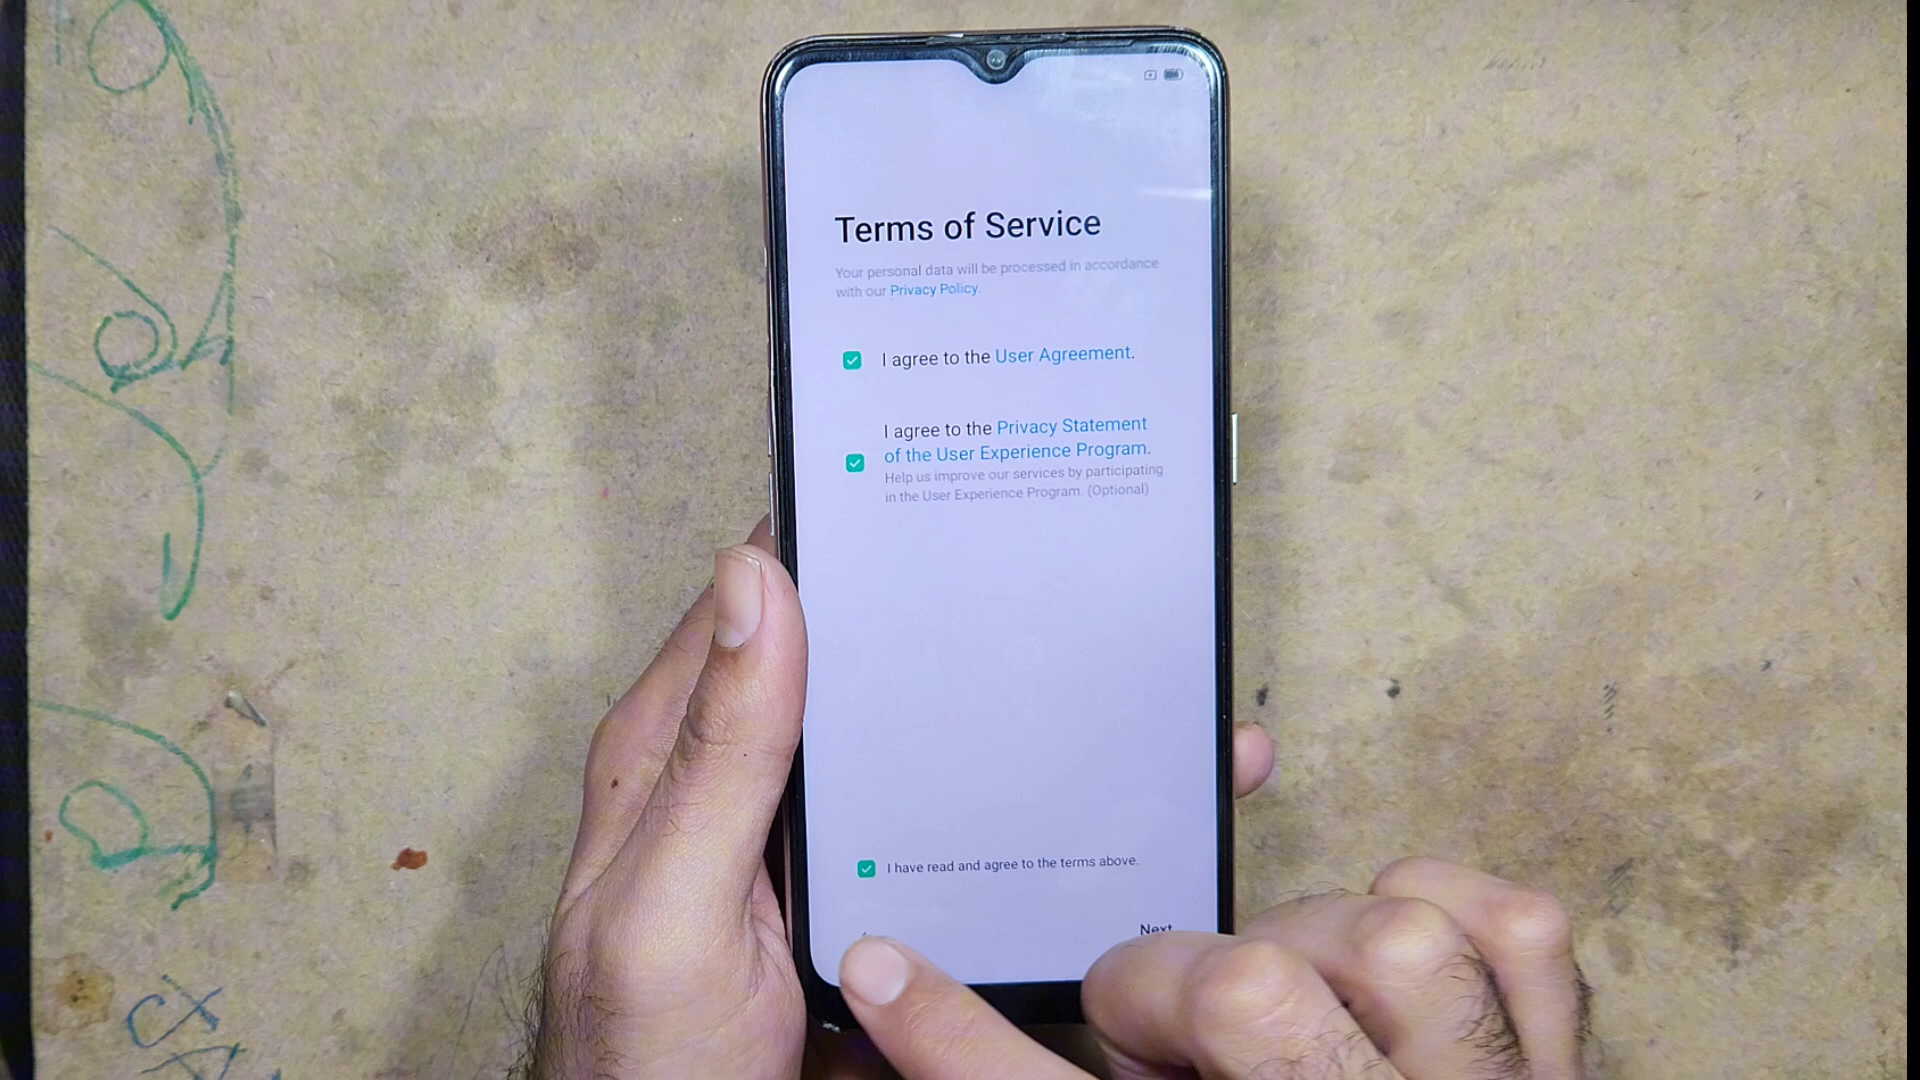 Terms of Service
Your personal data will be processed in accordance
with our Privacy Policy.
I agree to the User Agreement.
I agree to the Privacy Statement
of the User Experience Program.
Help us improve our services by participating
in the User Experience Program. (Optional)
I have read and agree to the terms above.
Next